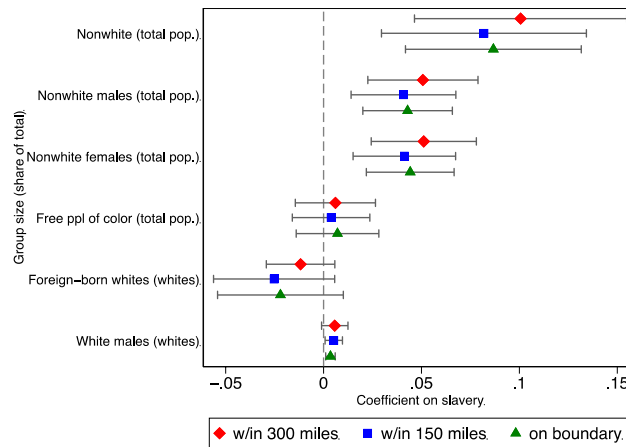 Group size (share of total)
Nonwhite (total pop.)
Nonwhite males (total pop.)
Nonwhite females (total pop.)
Free ppl of color (total pop.)
Foreign-born whites (whites)
White males (whites)
-.05 0 .05 .1 .15
Coefficient on slavery
w/in 300 miles w/in 150 miles on boundary